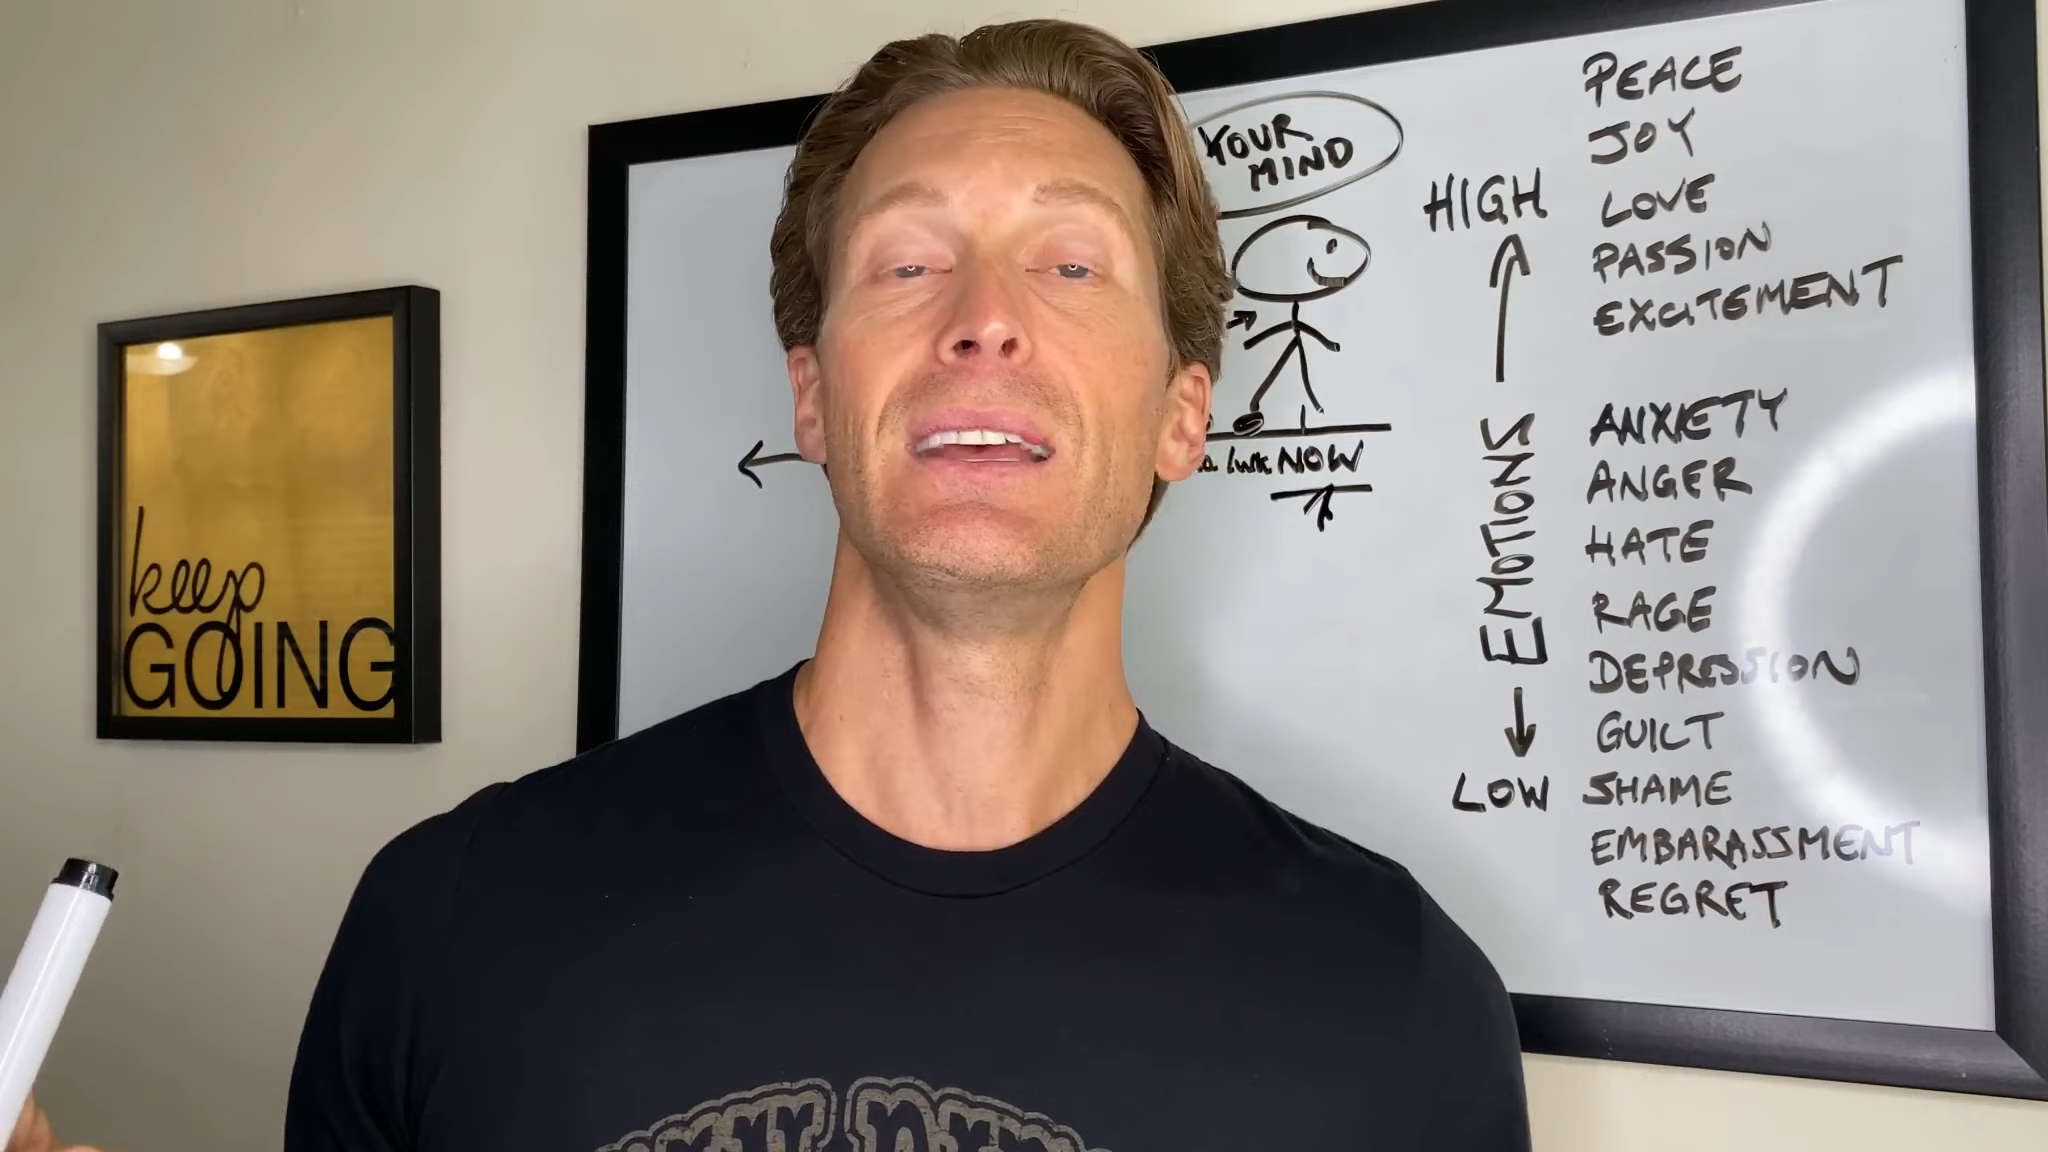 keep
GOING
YOUR
MIND
NOW
HIGH
EMOTIONS
LOW
PEACE
JOY
LOVE
PASSION
EXCITEMENT
ANXIETY
ANGER
HATE
RAGE
DEPRESSION
GUILT
SHAME
EMBARASSMENT
REGRET